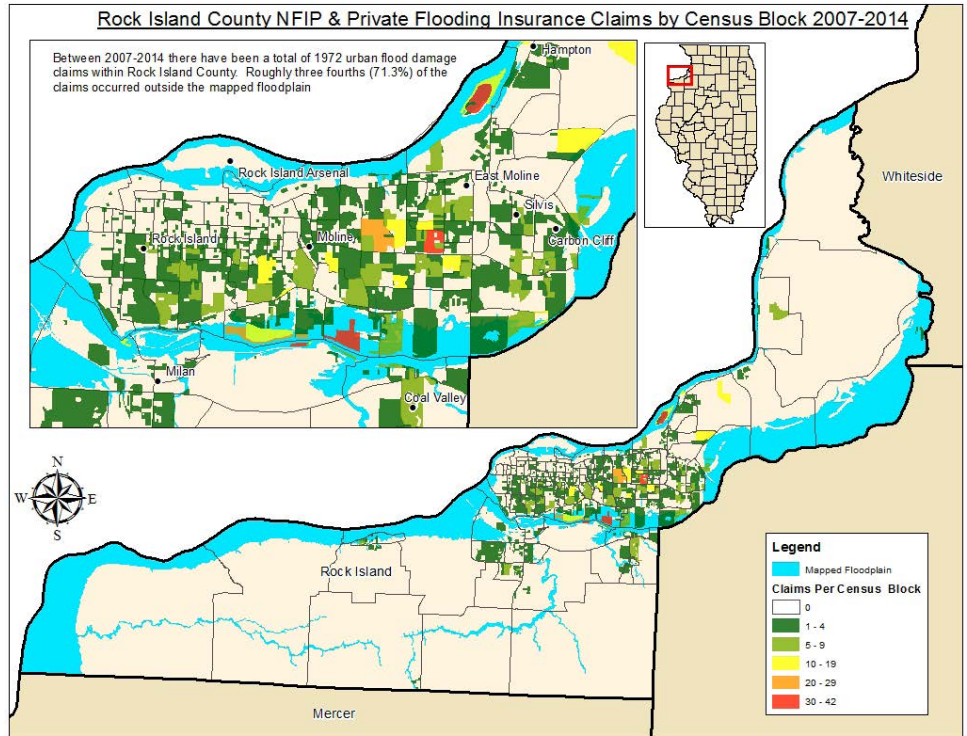 Rock Island County NFIP & Private Flooding Insurance Claims by Census Block 2007-2014
Between 2007-2014 there have been a total of 1972 urban flood damage
claims within Rock Island County. Roughly three fourths (71.3%) of the
claims occurred outside the mapped floodplain
Hampton
Rock Island Arsenal
East Moline
Silvis
Rock Island
Moline
Carbon Cliff
Milan
Coal Valley
Whiteside
N
W E
S
Rock Island
Mercer
Legend
Mapped Floodplain
Claims Per Census Block
0
1 - 4
5 - 9
10 - 19
20 - 29
30 - 42